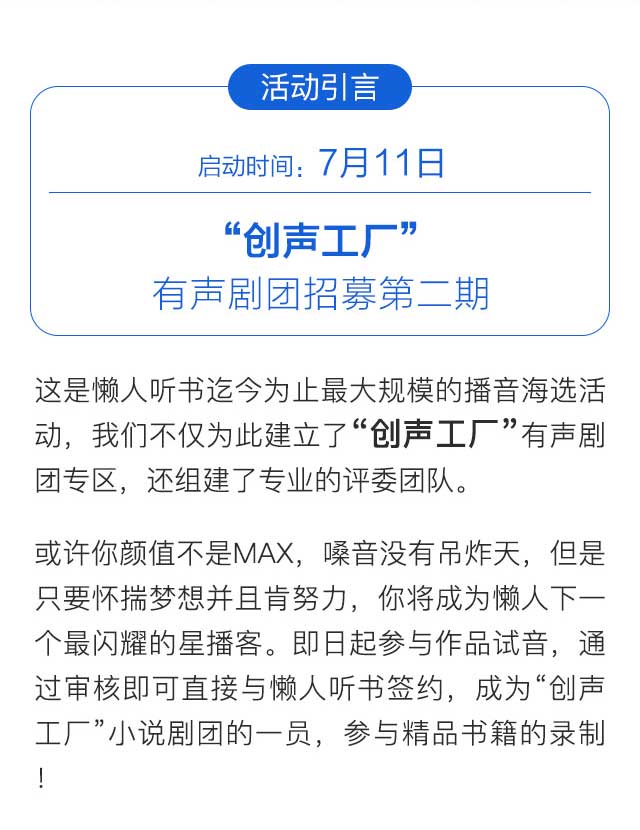 活动引言
启动时间：7月11日
“创声工厂”
有声剧团招募第二期
这是懒人听书迄今为止最大规模的播音海选活
动，我们不仅为此建立了“创声工厂”有声剧
团专区，还组建了专业的评委团队。
或许你颜值不是MAX，嗓音没有吊炸天，但是
只要怀揣梦想并且肯努力，你将成为懒人下一
个最闪耀的星播客。即日起参与作品试音，通
过审核即可直接与懒人听书签约，成为“创声
工厂”小说剧团的一员，参与精品书籍的录制
！